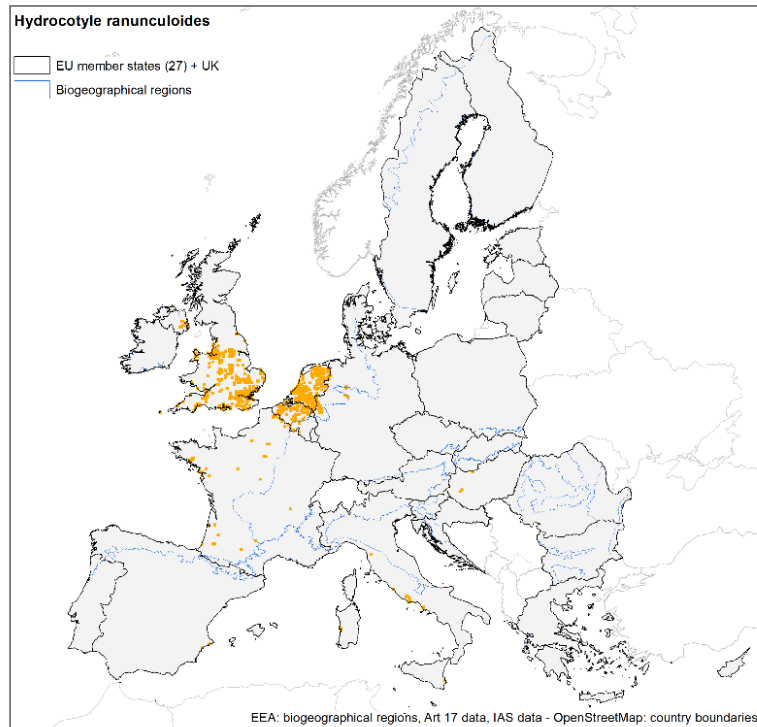 Hydrocotyle ranunculoides
EU member states (27) + UK
Biogeographical regions
EEA: biogeographical regions, Art 17 data, IAS data - OpenStreetMap: country boundaries